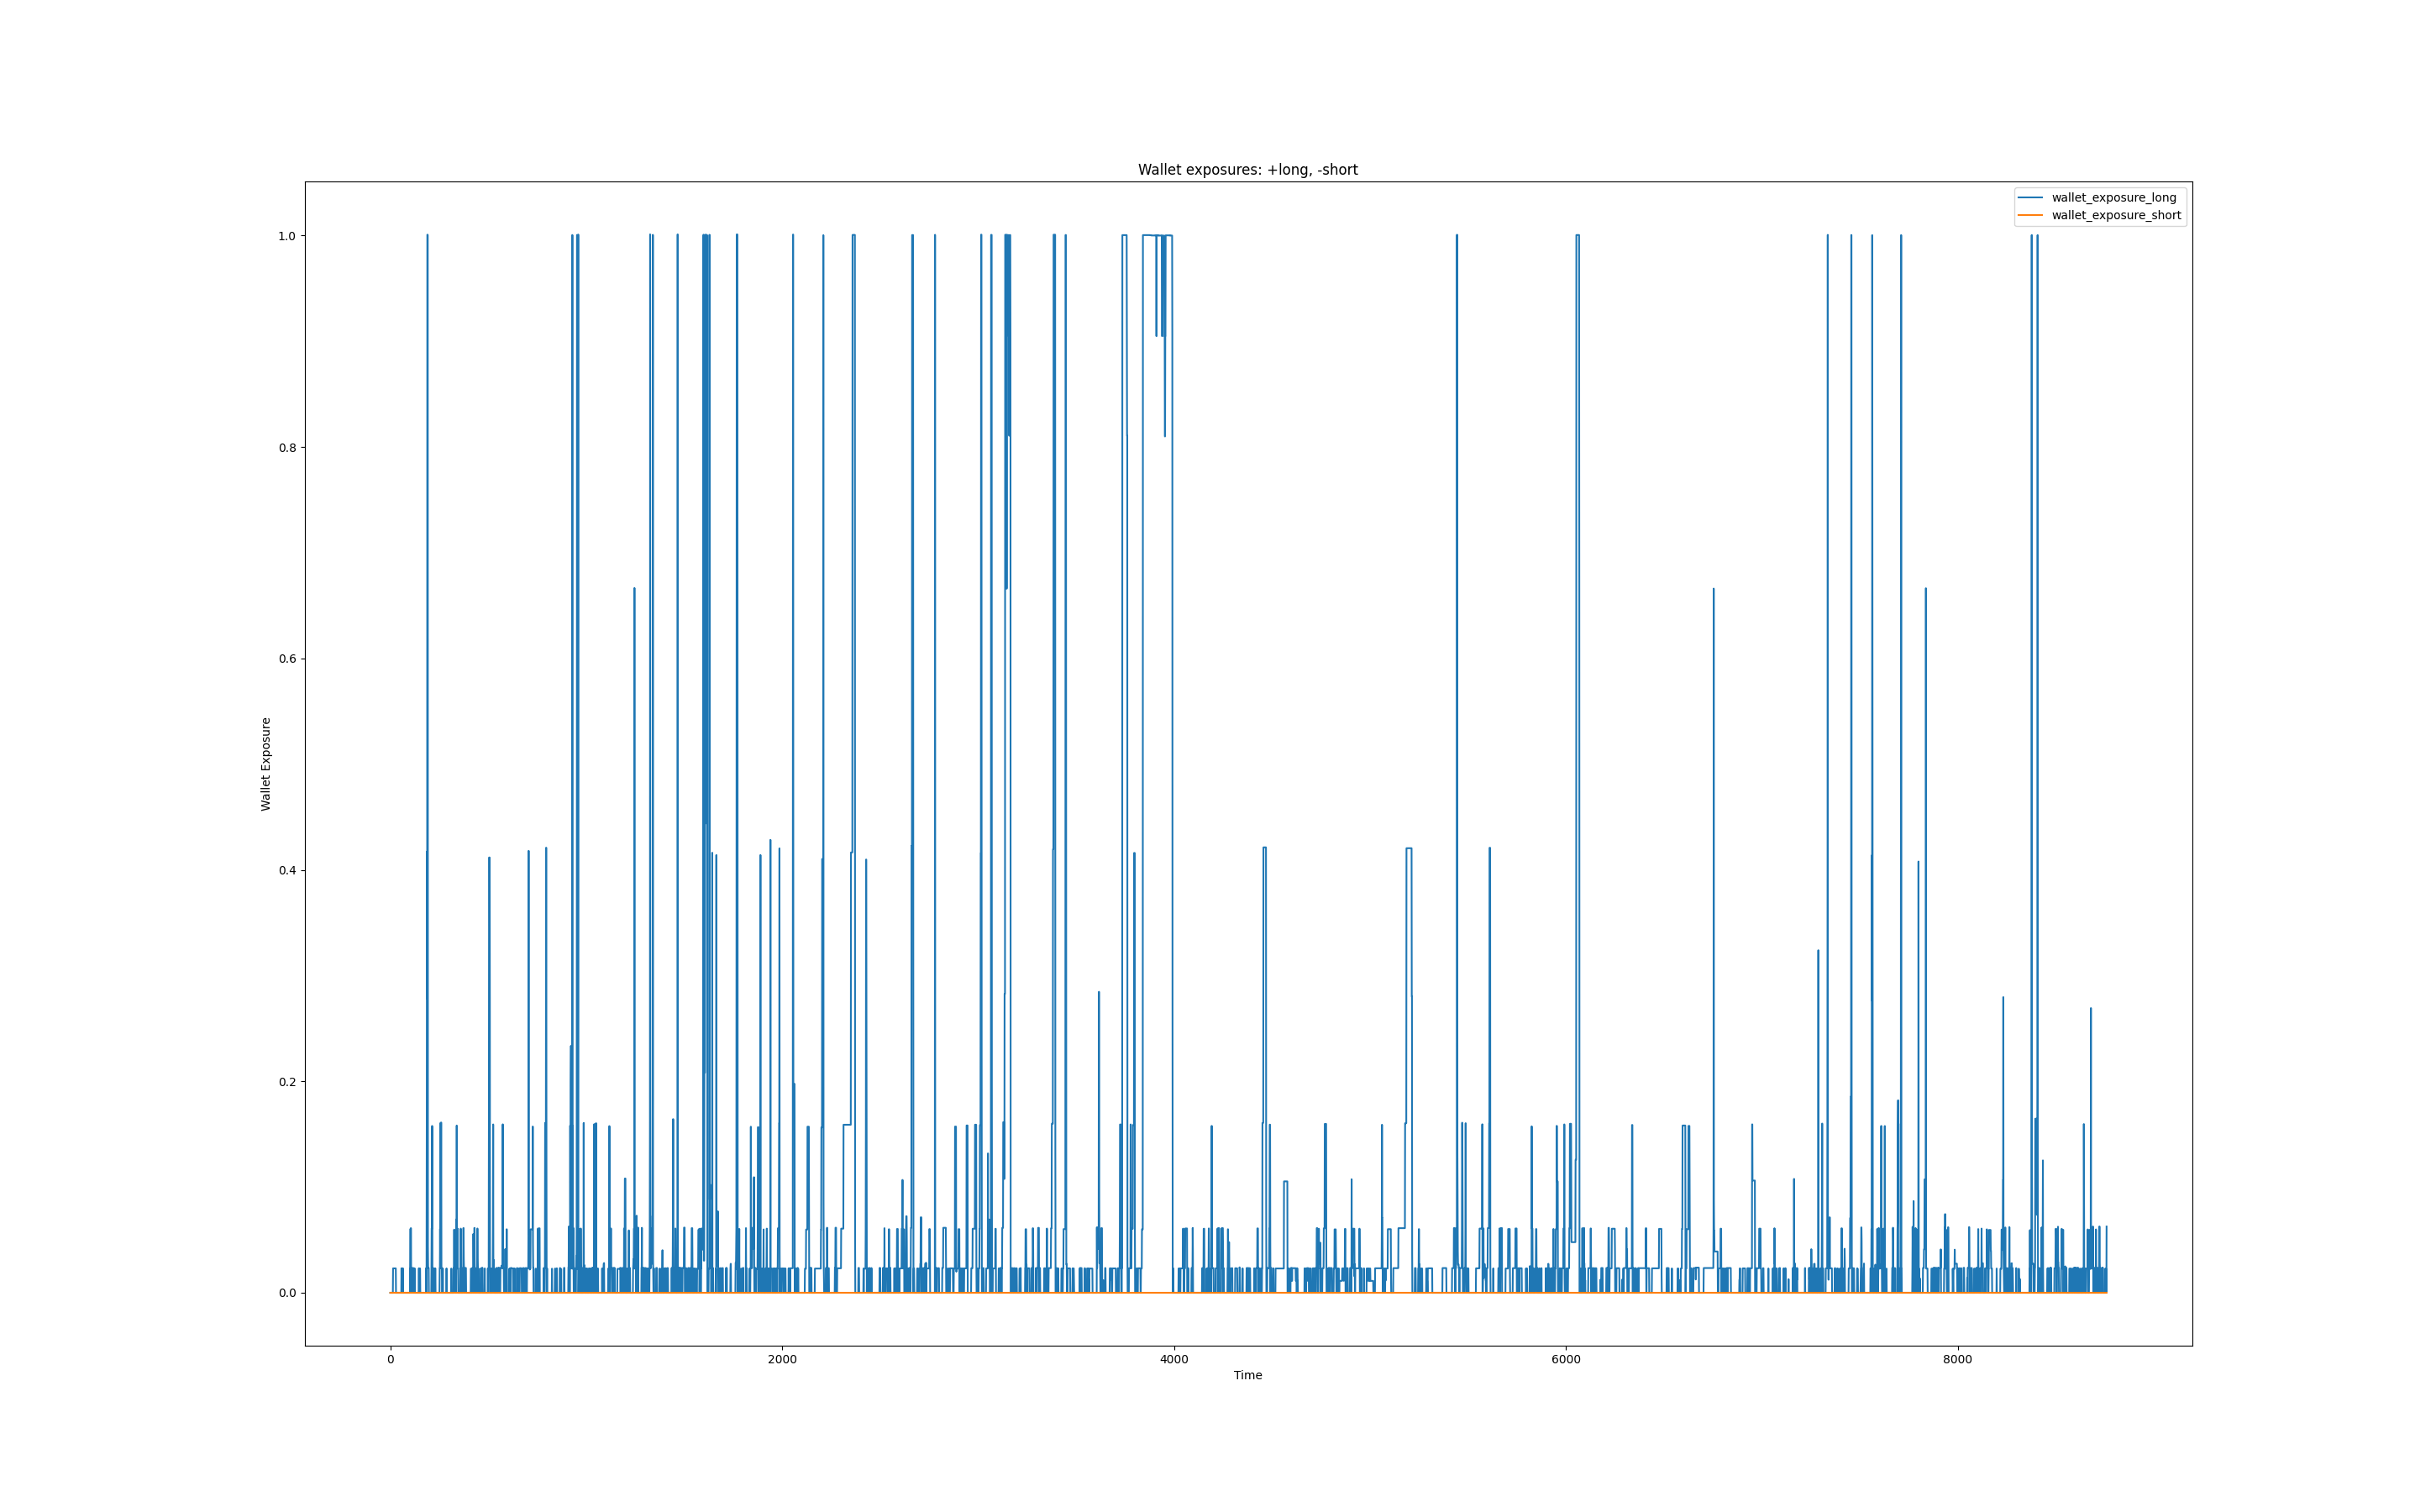 Wallet exposures: +long, -short
wallet_exposure_long
wallet_exposure_short
1.0
0.8
0.6
0.4
0.2
0.0
Wallet Exposure
0 2000 4000 6000 8000
Time